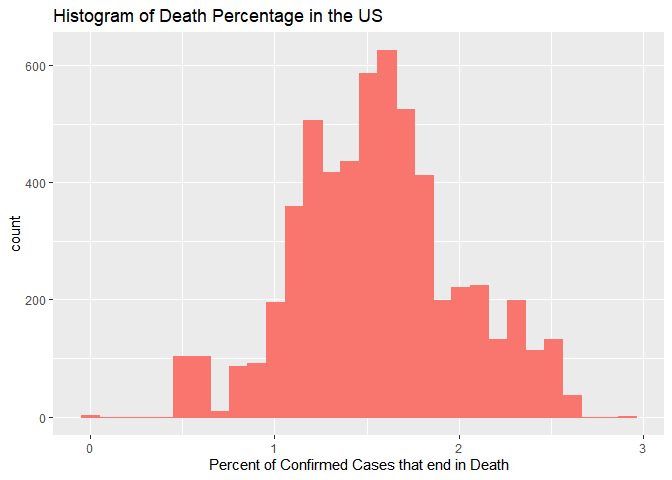 Histogram of Death Percentage in the US
600
400
200
0
count
0 1 2 3
Percent of Confirmed Cases that end in Death